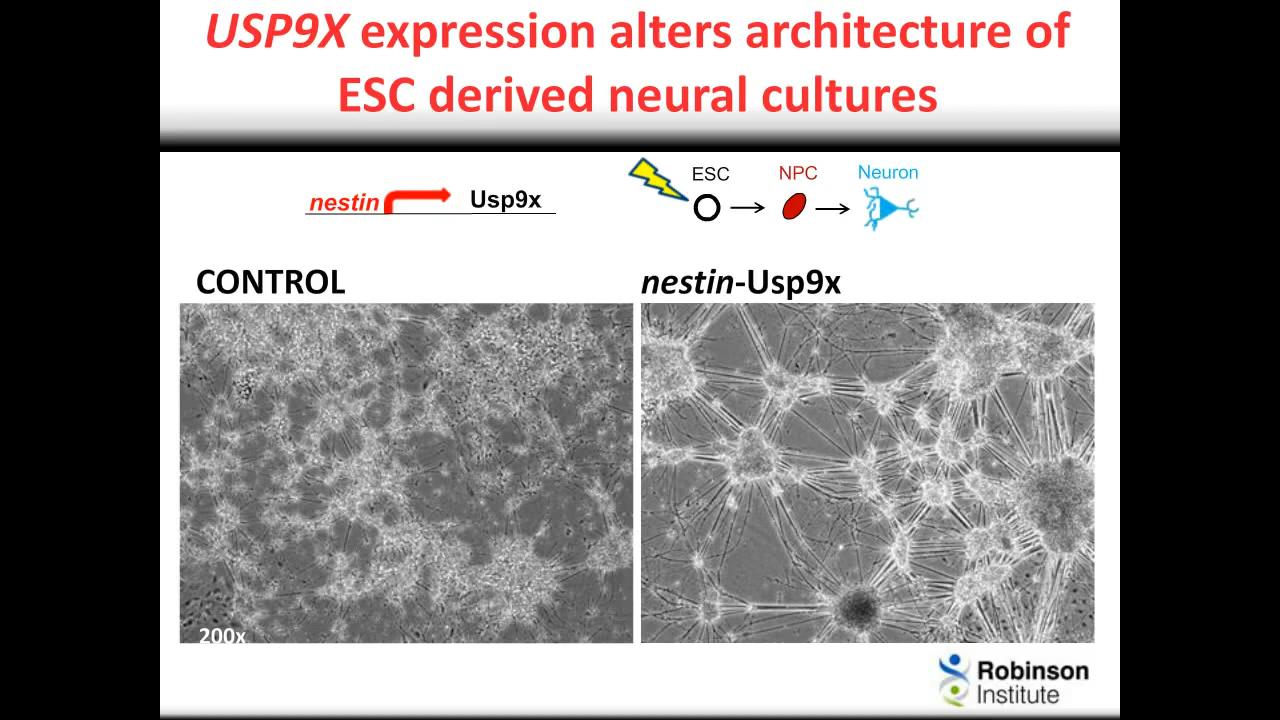 USP9X expression alters architecture of
ESC derived neural cultures
nestin Usp9x
ESC NPC Neuron
CONTROL
nestin-Usp9x
200x
Robinson
Institute